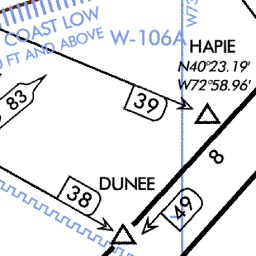 COAST LOW
FT AND ABOVE
W-106A
W73
HAPIE
N40°23.19'
W72°58.96'
83
39
8
DUNEE
38
49